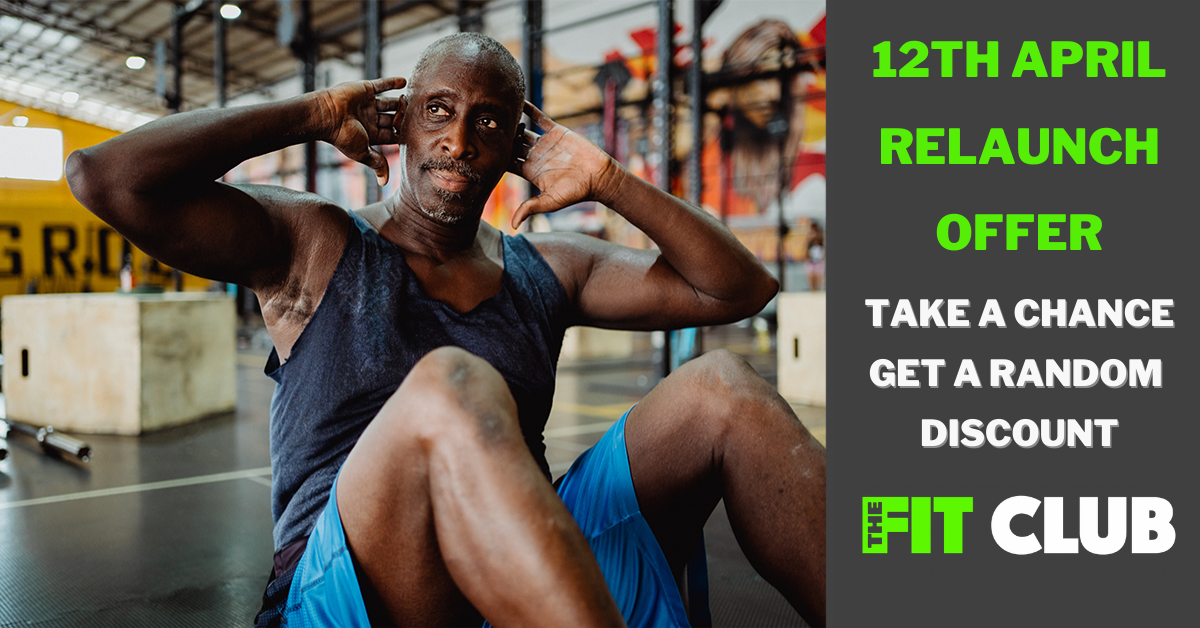 12TH APRIL
RELAUNCH
OFFER
TAKE A CHANCE
GET A RANDOM
DISCOUNT
THE FIT CLUB